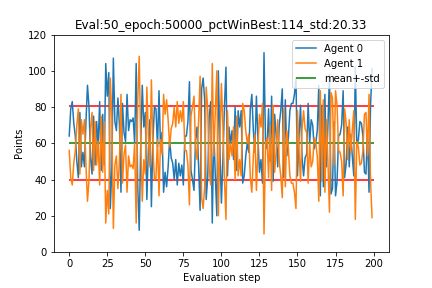 Eval:50_epoch:50000_pctWinBest:114_std:20.33
Agent 0
Agent 1
mean+-std
Points
120
100
80
60
40
20
0
0
25
50
75
100
125
150
175
200
Evaluation step